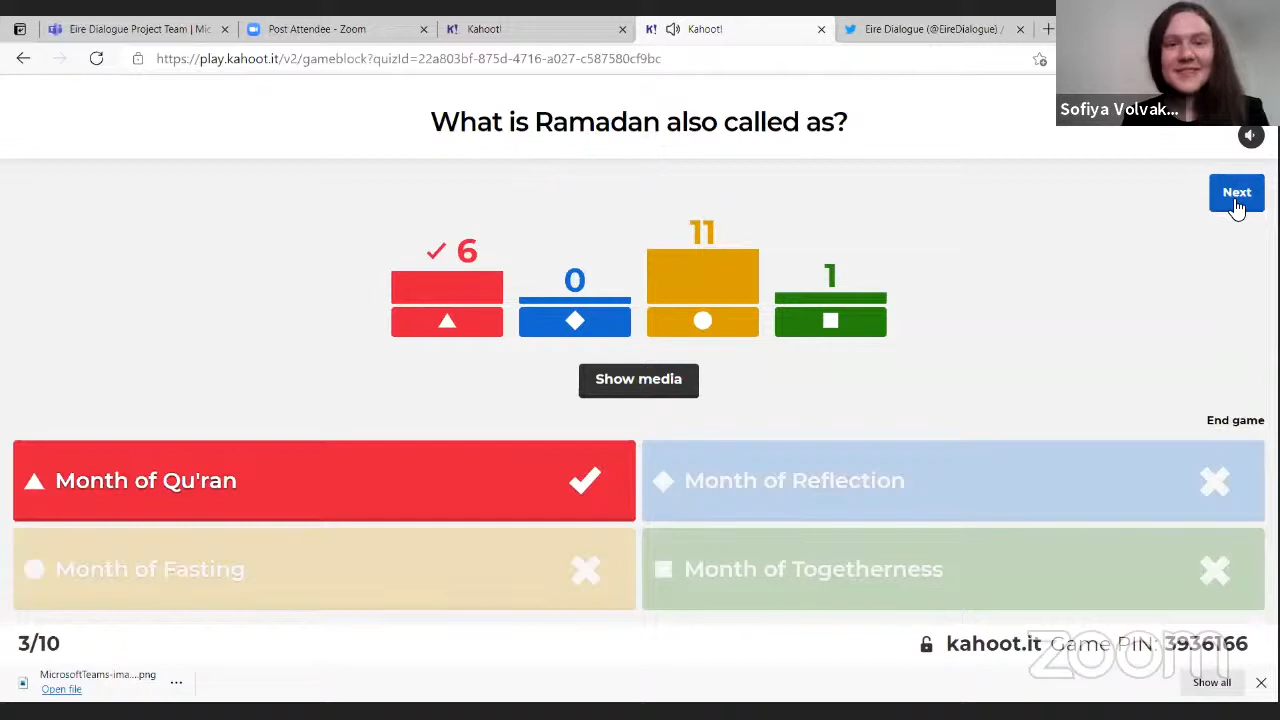 Eire Dialogue Project Team | Mic
Post Attendee - Zoom
K! Kahoot!
K! Kahoot!
Eire Dialogue (@EireDialogue) /
https://play.kahoot.it/v2/gameblock?quizId=22a803bf-875d-4716-a027-c587580cf9bc
Sofiya Volvak...
What is Ramadan also called as?
Next
6
0
11
1
Show media
End game
Month of Qu'ran
Month of Reflection
Month of Fasting
Month of Togetherness
3/10
kahoot.it Game PIN: 3936166
zoom
MicrosoftTeams-ima....png
Open file
Show all